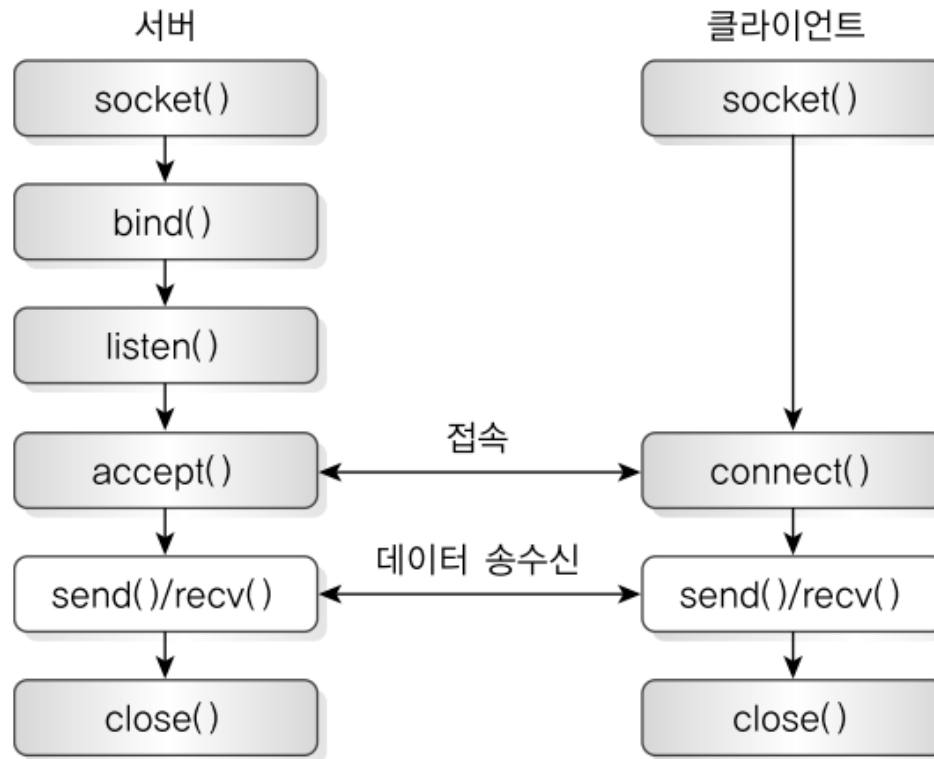 서버
클라이언트
socket()
socket()
bind()
listen()
accept()
접속
connect()
send()/recv()
데이터 송수신
send()/recv()
close()
close()